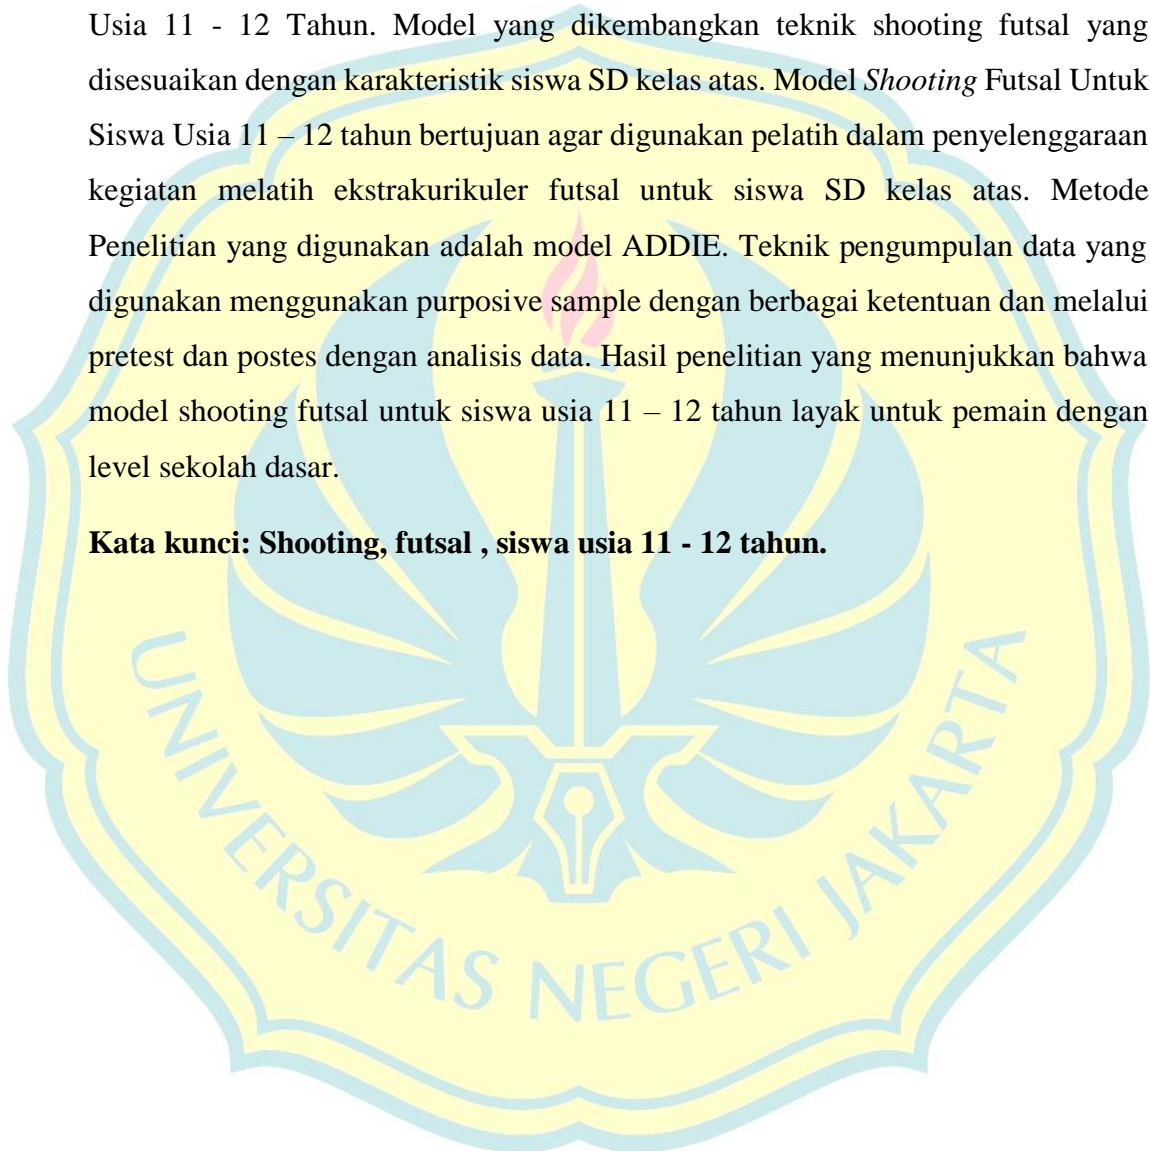 Usia 11 - 12 Tahun. Model yang dikembangkan teknik shooting futsal yang
disesuaikan dengan karakteristik siswa SD kelas atas. Model Shooting Futsal Untuk
Siswa Usia 11 – 12 tahun bertujuan agar digunakan pelatih dalam penyelenggaraan
kegiatan melatih ekstrakurikuler futsal untuk siswa SD kelas atas. Metode
Penelitian yang digunakan adalah model ADDIE. Teknik pengumpulan data yang
digunakan menggunakan purposive sample dengan berbagai ketentuan dan melalui
pretest dan postes dengan analisis data. Hasil penelitian yang menunjukkan bahwa
model shooting futsal untuk siswa usia 11 – 12 tahun layak untuk pemain dengan
level sekolah dasar.
Kata kunci: Shooting, futsal , siswa usia 11 - 12 tahun.
UNIVERSITAS NEGERI JAKARTA